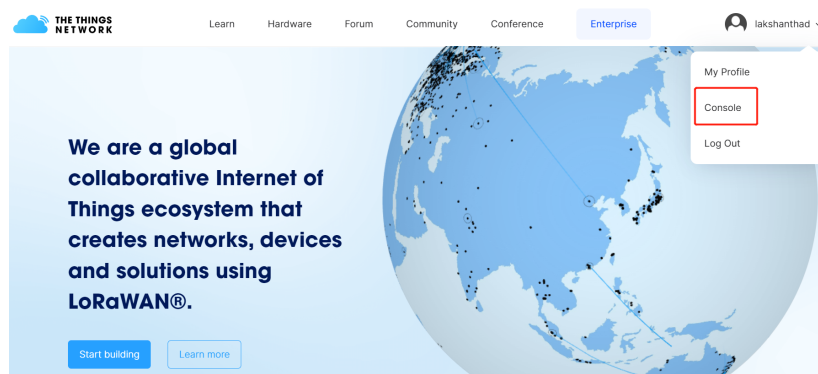 THE THINGS
NETWORK
Learn
Hardware
Forum
Community
Conference
Enterprise
lakshanthad
My Profile
Console
Log Out
We are a global
collaborative Internet of
Things ecosystem that
creates networks, devices
and solutions using
LoRaWAN®.
Start building
Learn more